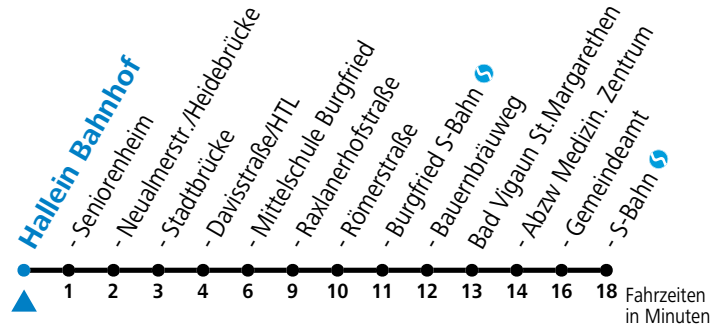 Hallein Bahnhof
- Seniorenheim
- Neualmerstr./Heidebrücke
- Stadtbrücke
- Davisstraße/HTL
- Mittelschule Burgfried
- Raxlanerhofstraße
- Römerstraße
- Burgfried S-Bahn
- Bauernbräuweg
Bad Vigaun St.Margarethen
- Abzw Medizin. Zentrum
- Gemeindeamt
- S-Bahn
1 2 3 4 6 9 10 11 12 13 14 16 18 Fahrzeiten
in Minuten